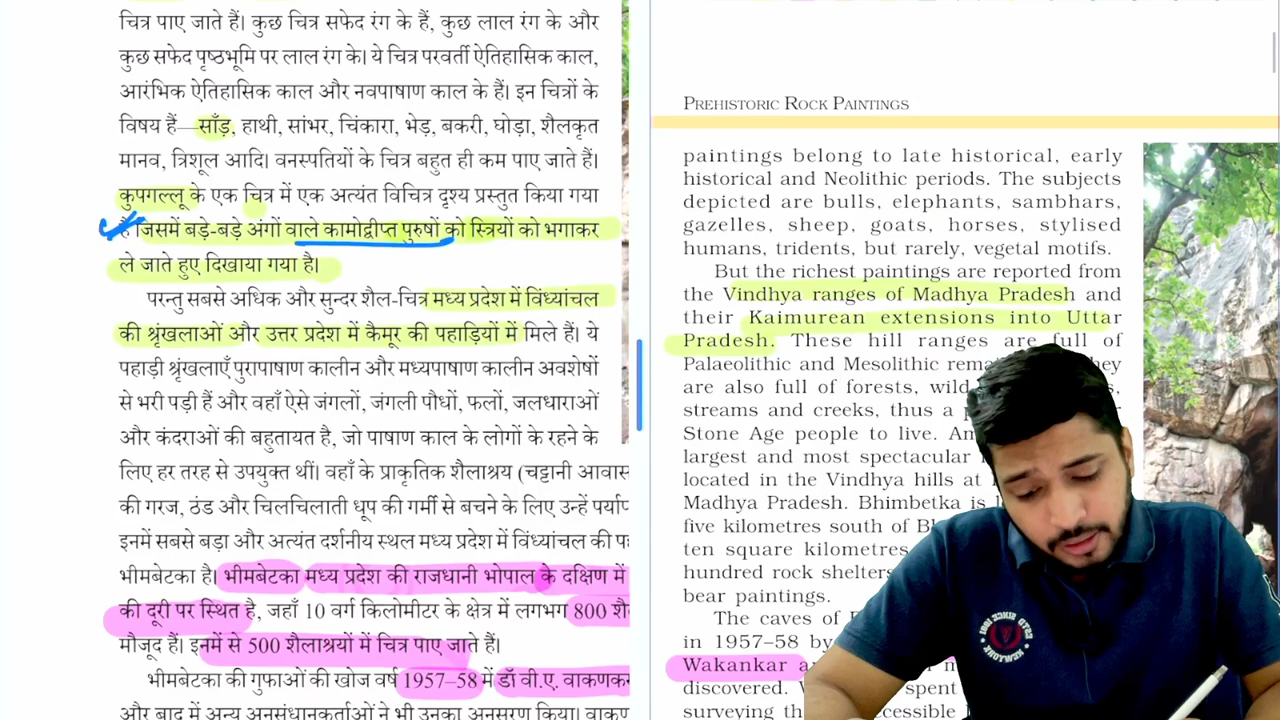 चित्र पाए जाते हैं। कुछ चित्र सफेद रंग के हैं, कुछ लाल रंग के और
कुछ सफेद पृष्ठभूमि पर लाल रंग के। ये चित्र परवर्ती ऐतिहासिक काल,
आरंभिक ऐतिहासिक काल और नवपाषाण काल के हैं। इन चित्रों के
विषय हैं—साँड़, हाथी, सांभर, चिंकारा, भेड़, बकरी, घोड़ा, शैलकृत
मानव, त्रिशूल आदि। वनस्पतियों के चित्र बहुत ही कम पाए जाते हैं।
कुपगल्लू के एक चित्र में एक अत्यंत विचित्र दृश्य प्रस्तुत किया गया
है जिसमें बड़े-बड़े अंगों वाले कामोद्दीप्त पुरुषों को स्त्रियों को भगाकर
ले जाते हुए दिखाया गया है।
परन्तु सबसे अधिक और सुन्दर शैल-चित्र मध्य प्रदेश में विंध्यांचल
की श्रृंखलाओं और उत्तर प्रदेश में कैमूर की पहाड़ियों में मिले हैं। ये
पहाड़ी श्रृंखलाएँ पुरापाषाण कालीन और मध्यपाषाण कालीन अवशेषों
से भरी पड़ी हैं और वहाँ ऐसे जंगलों, जंगली पौधों, फलों, जलधाराओं
और कंदराओं की बहुतायत है, जो पाषाण काल के लोगों के रहने के
लिए हर तरह से उपयुक्त थीं। वहाँ के प्राकृतिक शैलाश्रय (चट्टानी आवास
की गरज, ठंड और चिलचिलाती धूप की गर्मी से बचने के लिए उन्हें
इनमें सबसे बड़ा और अत्यंत दर्शनीय स्थल मध्य प्रदेश में विंध्यांचल की
भीमबेटका है। भीमबेटका मध्य प्रदेश की राजधानी भोपाल के दक्षिण में
की दूरी पर स्थित है, जहाँ 10 वर्ग किलोमीटर के क्षेत्र में लगभग 800
मौजूद हैं। इनमें से 500 शैलाश्रयों में चित्र पाए जाते हैं।
भीमबेटका की गुफाओं की खोज वर्ष 1957–58 में डॉ वी.ए.
और बाद में अन्य अनुसंधानकर्ताओं ने भी उनका अनुसरण किया।
PREHISTORIC ROCK PAINTINGS
paintings belong to late historical, early
historical and Neolithic periods. The subjects
depicted are bulls, elephants, sambhars,
gazelles, sheep, goats, horses, stylised
humans, tridents, but rarely, vegetal motifs.
But the richest paintings are reported from
the Vindhya ranges of Madhya Pradesh and
their Kaimurean extensions into Uttar
Pradesh. These hill ranges are full of
Palaeolithic and Mesolithic
are also full of forests, wild
streams and creeks, thus a
Stone Age people to live.
largest and most spectacular
located in the Vindhya hills at
Madhya Pradesh. Bhimbetka is
five kilometres south of
ten square kilometres
hundred rock shelters
bear paintings.
The caves of
in 1957–58 by
Wakankar
discovered. spent
surveying